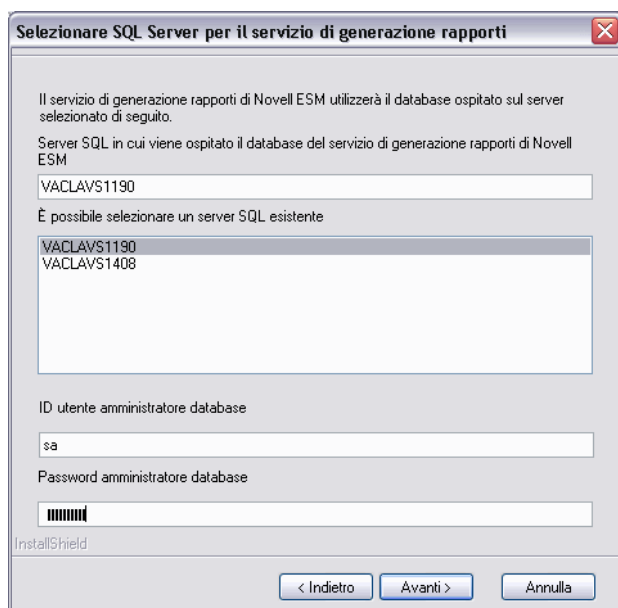 Selezionare SQL Server per il servizio di generazione rapporti
Il servizio di generazione rapporti di Novell ESM utilizzerà il database ospitato sul server
selezionato di seguito.
Server SQL in cui viene ospitato il database del servizio di generazione rapporti di Novell
ESM
VACLAVS1190
È possibile selezionare un server SQL esistente
VACLAVS1190
VACLAVS1408
ID utente amministratore database
sa
Password amministratore database
InstallShield
< Indietro
Avanti >
Annulla